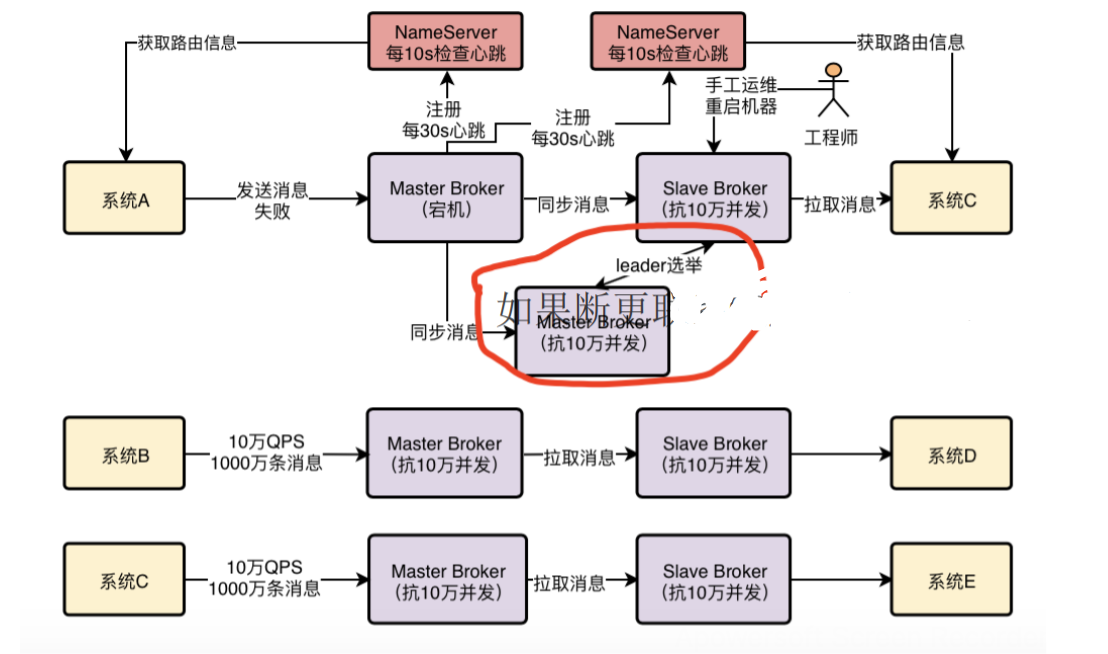 NameServer
每10s检查心跳
NameServer
每10s检查心跳
获取路由信息
获取路由信息
手工运维
重启机器
工程师
注册
每30s心跳
注册
每30s心跳
系统A
发送消息
失败
Master Broker
（宕机）
同步消息
Slave Broker
（抗10万并发）
拉取消息
系统C
leader选举
如果断更
同步消息
Master Broker
（抗10万并发）
系统B
10万QPS
1000万条消息
Master Broker
（抗10万并发）
拉取消息
Slave Broker
（抗10万并发）
系统D
系统C
10万QPS
1000万条消息
Master Broker
（抗10万并发）
拉取消息
Slave Broker
（抗10万并发）
系统E